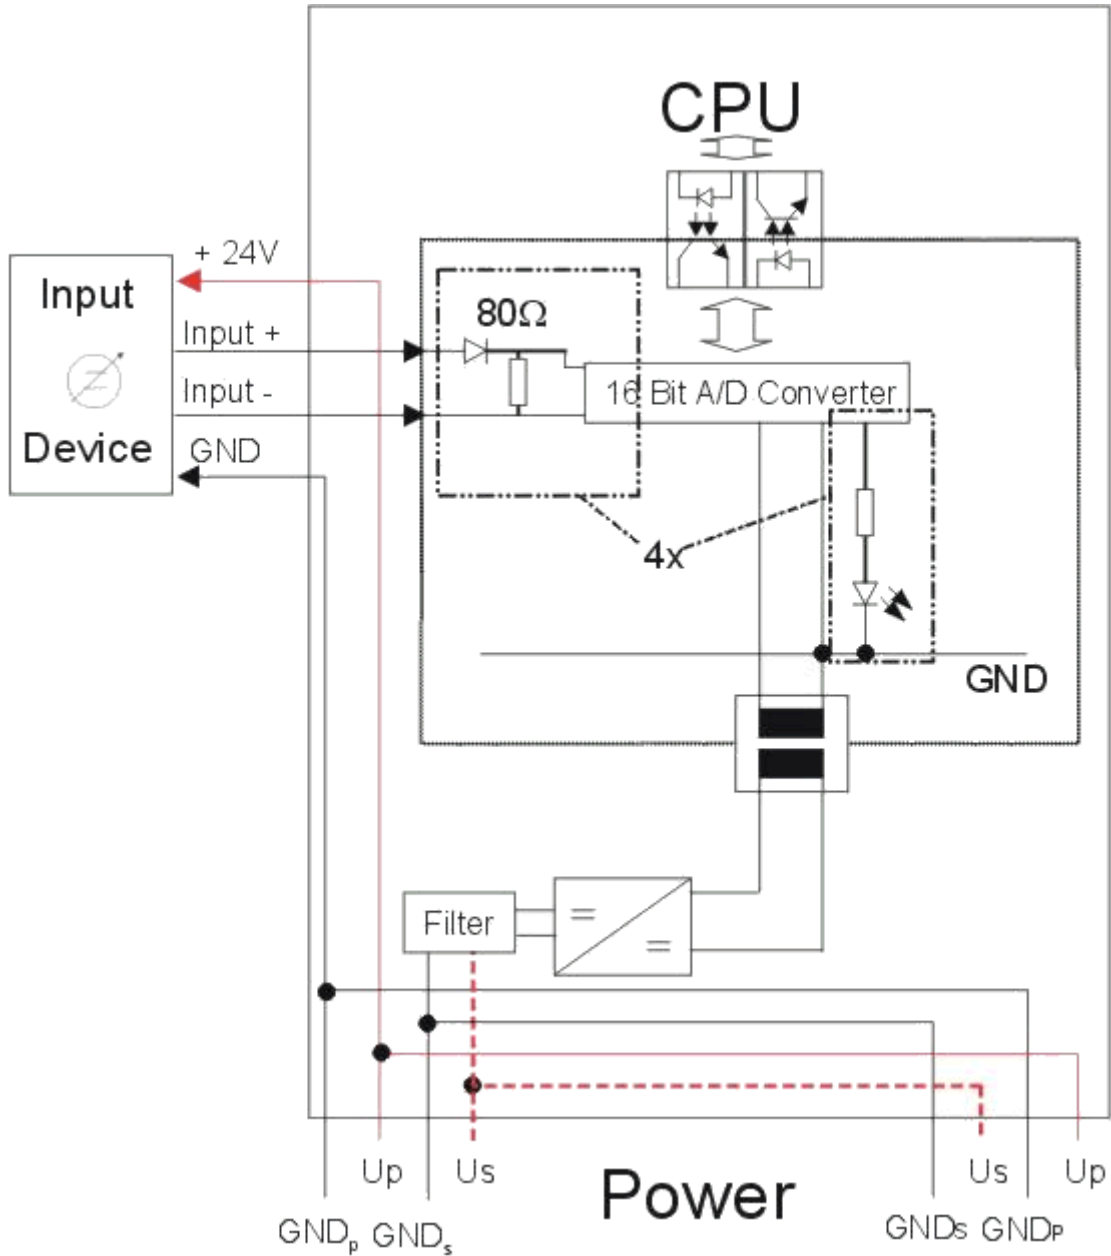 CPU
+ 24V
Input
Device
Input +
Input -
GND
80Ω
16 Bit A/D Converter
4x
GND
Filter
=
=
Up
Us
Power
Us
Up
GNDp
GNDs
GNDs
GNDP